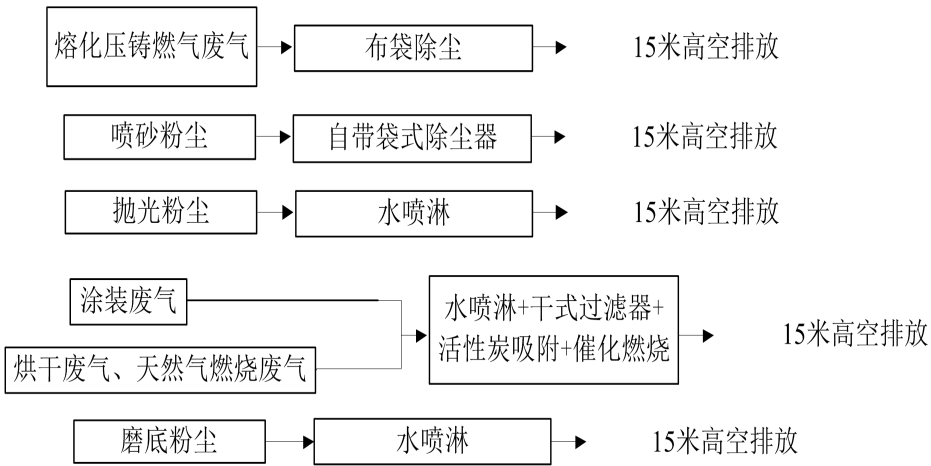 熔化压铸燃气废气
布袋除尘
15米高空排放
喷砂粉尘
自带袋式除尘器
15米高空排放
抛光粉尘
水喷淋
15米高空排放
涂装废气
水喷淋+干式过滤器+
活性炭吸附+催化燃烧
15米高空排放
烘干废气、天然气燃烧废气
磨底粉尘
水喷淋
15米高空排放